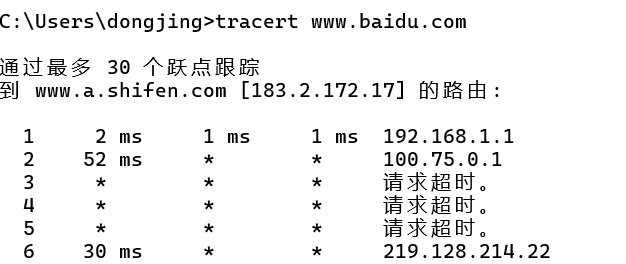 C:\Users\dongjing>tracert www.baidu.com
通过最多 30 个跃点跟踪
到 www.a.shifen.com [183.2.172.17] 的路由:
1 2 ms 1 ms 1 ms 192.168.1.1
2 52 ms * * 100.75.0.1
3 * * * 请求超时。
4 * * * 请求超时。
5 * * * 请求超时。
6 30 ms * * 219.128.214.22